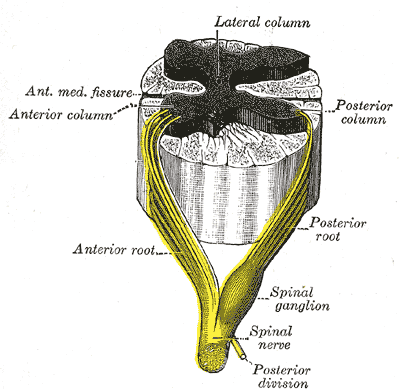 Lateral column
Ant. med. fissure
Anterior column
Posterior
column
Anterior root
Posterior
root
Spinal
ganglion
Spinal
nerve
Posterior
division